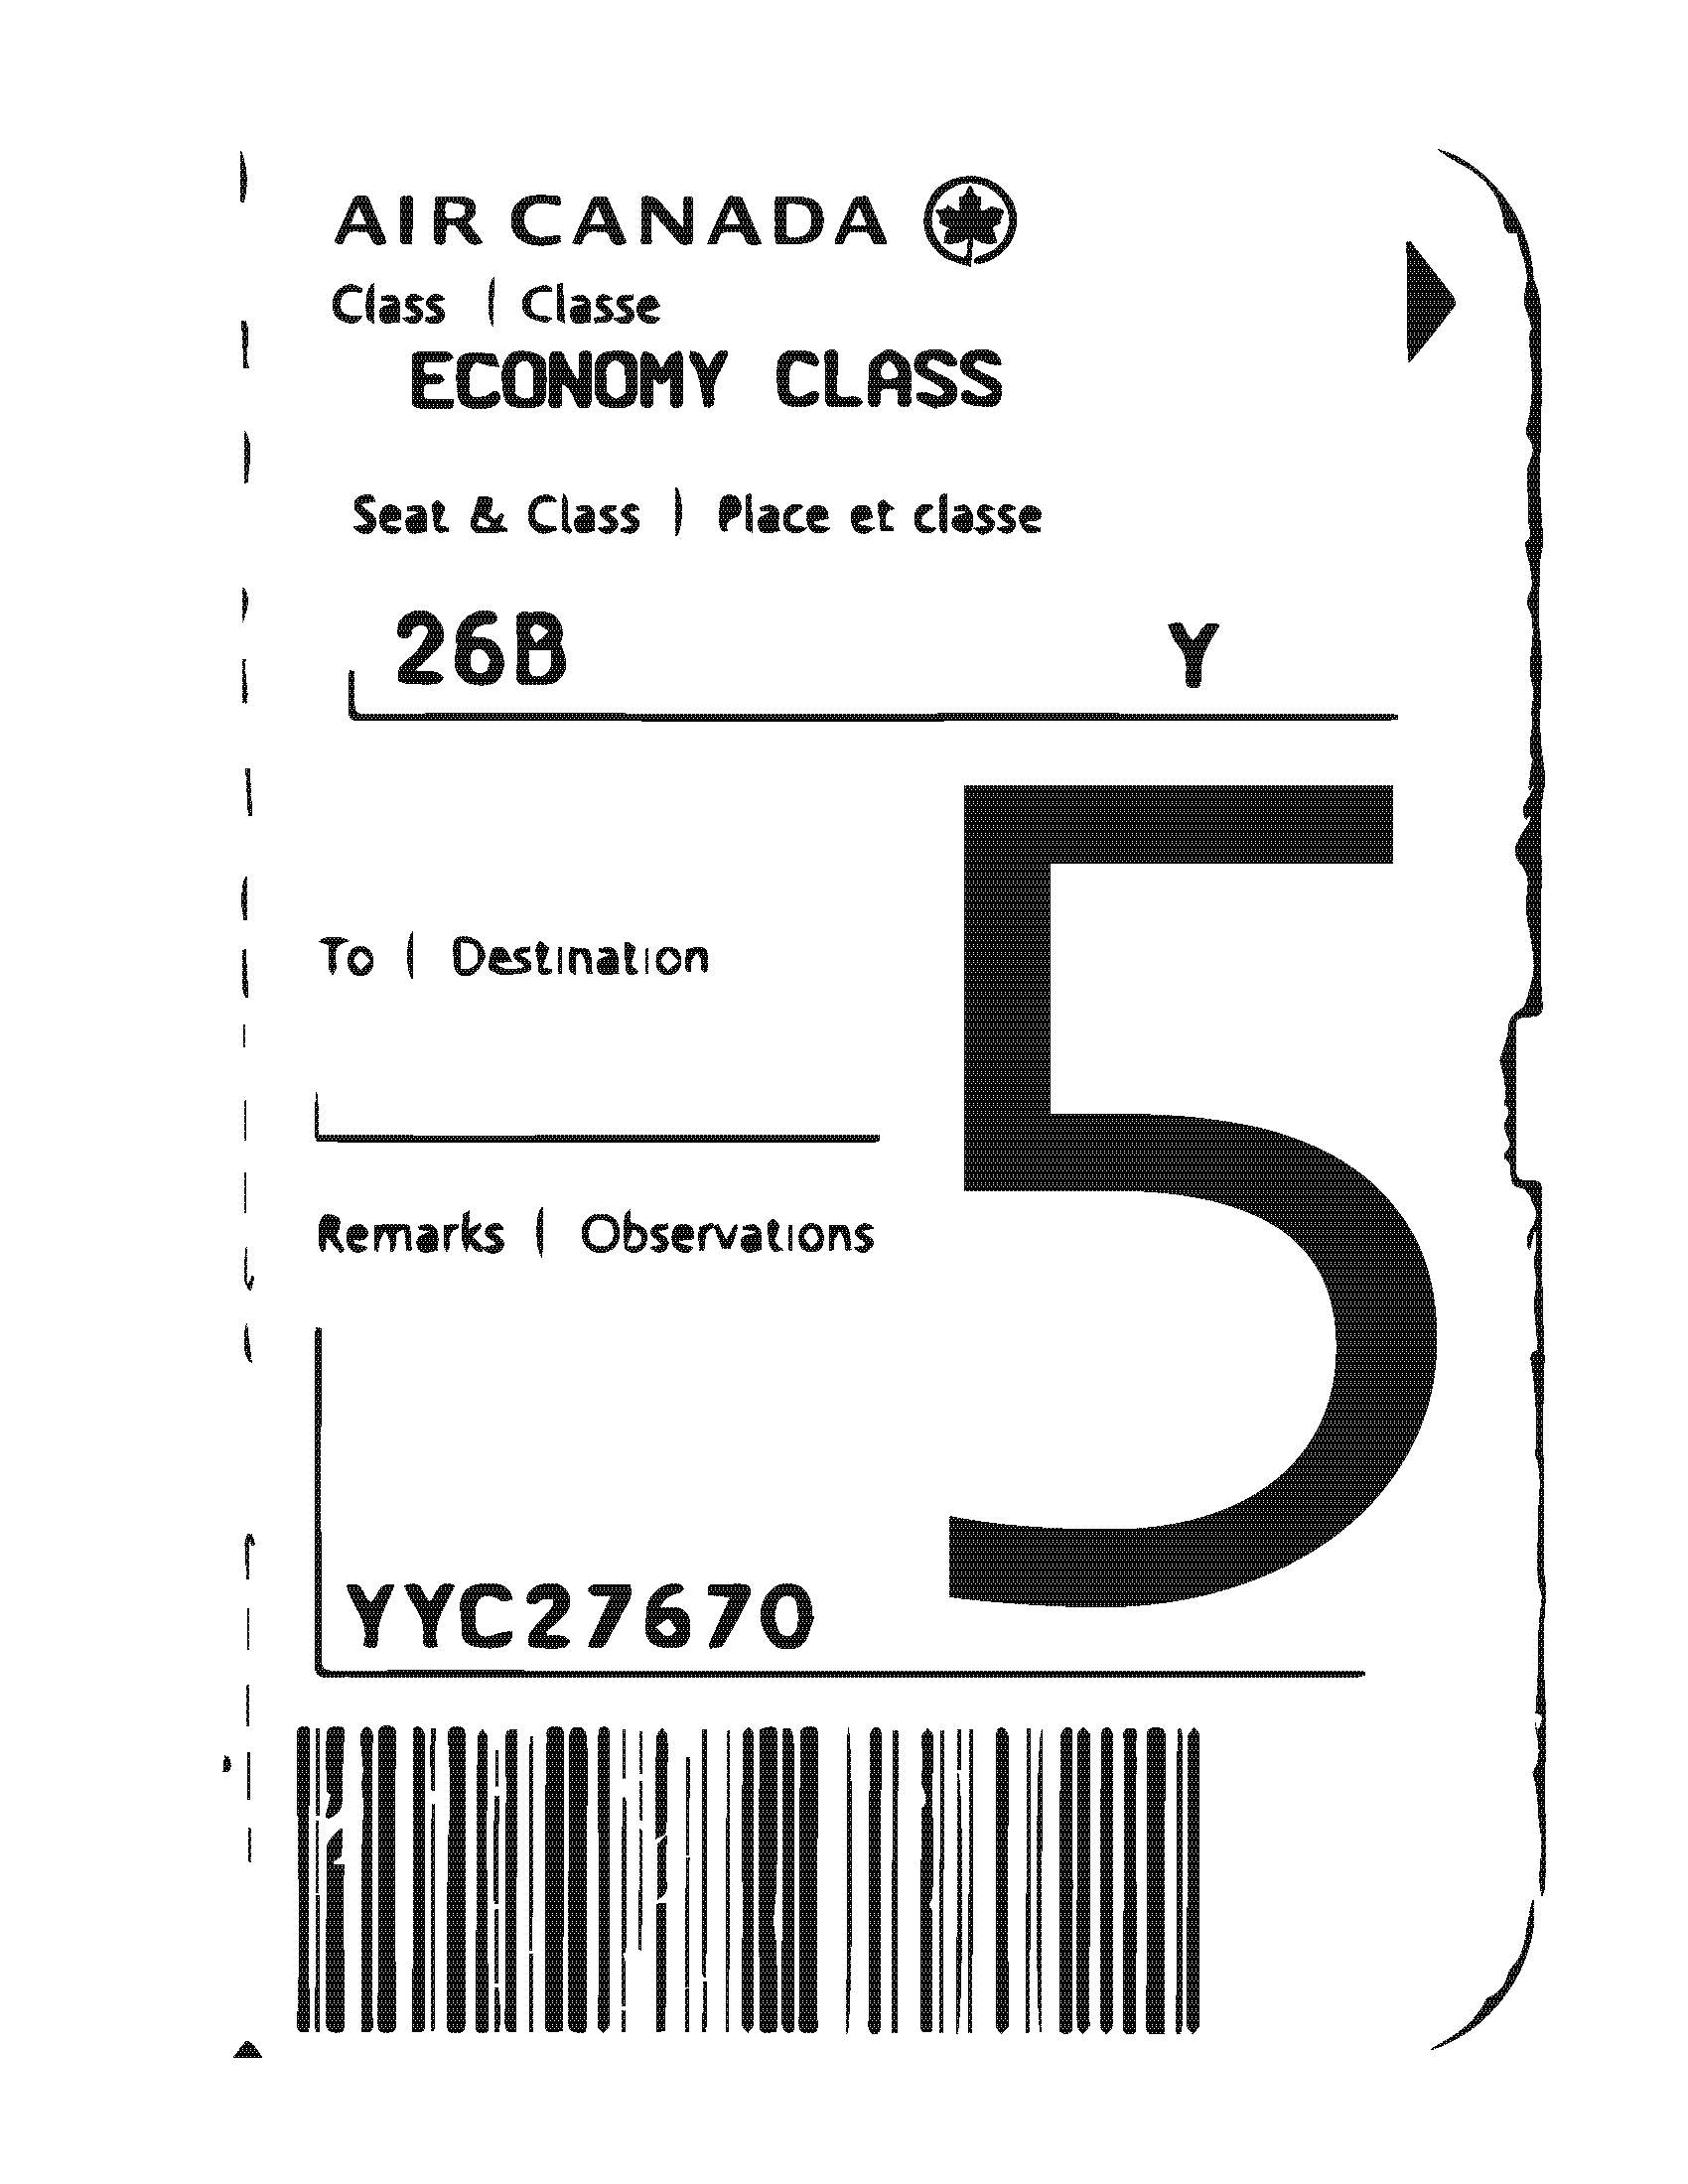 AIR CANADA
Class | Classe
ECONOMY CLASS
Seat & Class | Place et classe
26B Y
5
To | Destination
Remarks | Observations
YYC27670